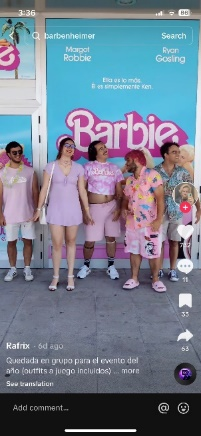 3:36
86
barbenheimer
Search
Margot
Robbie
Ryan
Gosling
Ella es lo más.
Él es simplemente Ken.
Barbie
11
33
63
Rafrix · 6d ago
Quedada en grupo para el evento del
año (outfits a juego incluidos) ... more
See translation
Add comment...
@